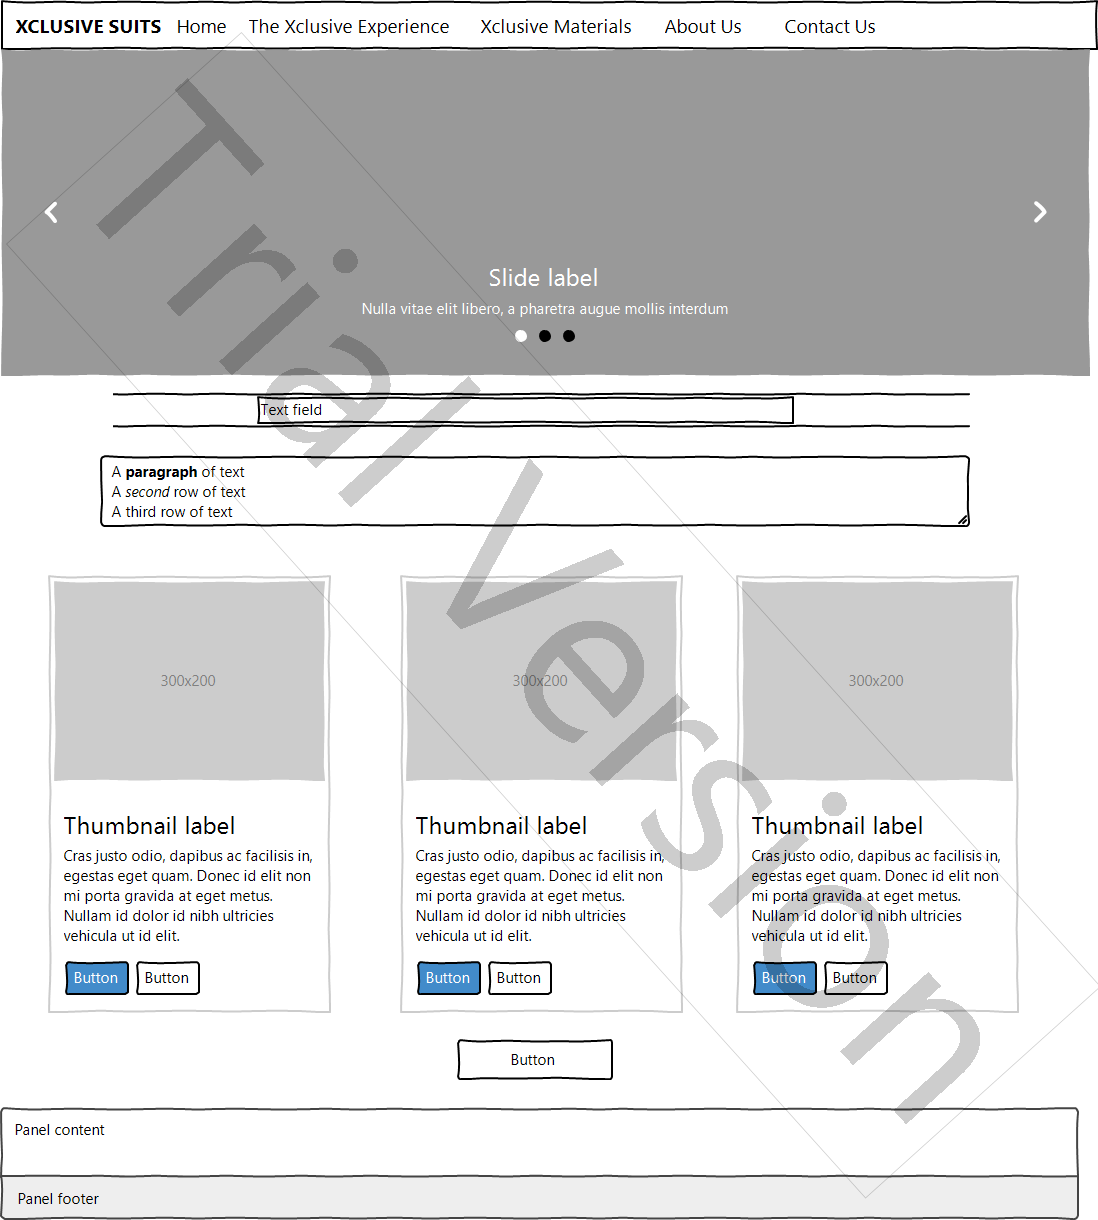 XCLUSIVE SUITS Home The Xclusive Experience Xclusive Materials About Us Contact Us
Slide label
Nulla vitae elit libero, a pharetra augue mollis interdum
Text field
A paragraph of text
A second row of text
A third row of text
300x200
Thumbnail label
Cras justo odio, dapibus ac facilisis in,
egestas eget quam. Donec id elit non
mi porta gravida at eget metus.
Nullam id dolor id nibh ultricies
vehicula ut id elit.
Button Button
300x200
Thumbnail label
Cras justo odio, dapibus ac facilisis in,
egestas eget quam. Donec id elit non
mi porta gravida at eget metus.
Nullam id dolor id nibh ultricies
vehicula ut id elit.
Button Button
300x200
Thumbnail label
Cras justo odio, dapibus ac facilisis in,
egestas eget quam. Donec id elit non
mi porta gravida at eget metus.
Nullam id dolor id nibh ultricies
vehicula ut id elit.
Button Button
Button
Panel content
Panel footer
Trial Version